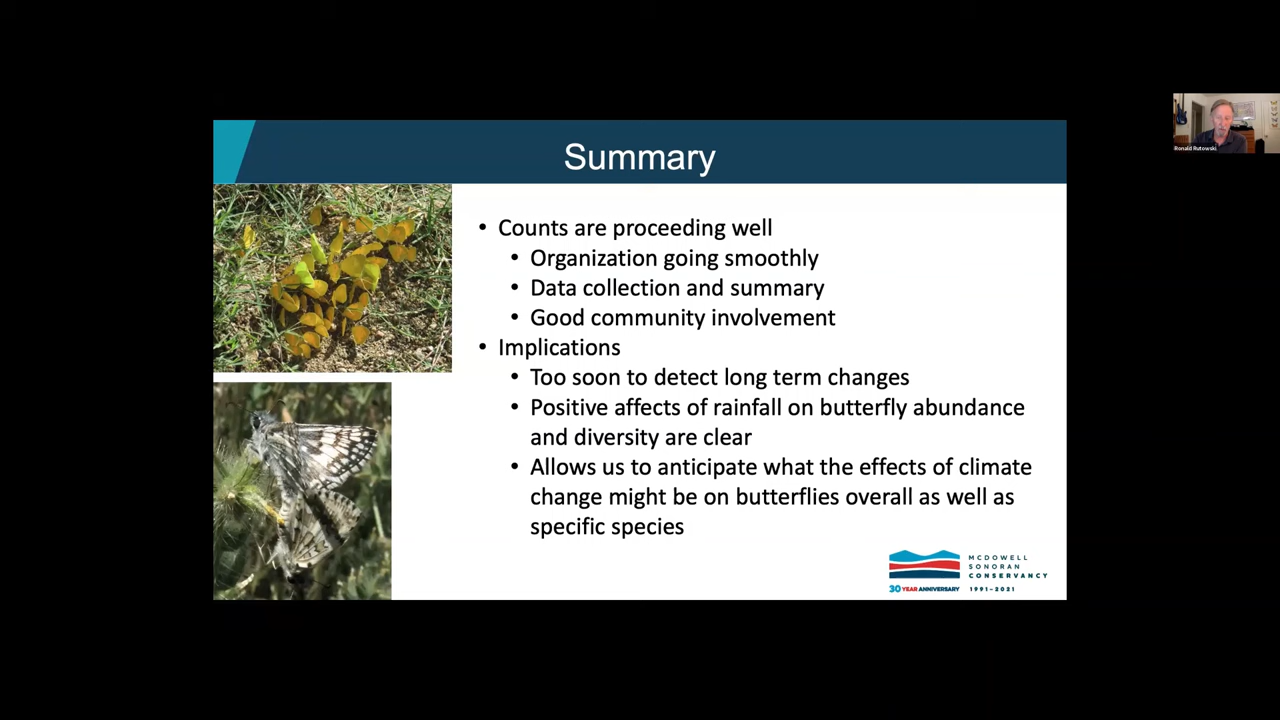 Summary
• Counts are proceeding well
• Organization going smoothly
• Data collection and summary
• Good community involvement
• Implications
• Too soon to detect long term changes
• Positive affects of rainfall on butterfly abundance
and diversity are clear
• Allows us to anticipate what the effects of climate
change might be on butterflies overall as well as
specific species
MCDOWELL
SONORAN
CONSERVANCY
30 YEAR ANNIVERSARY 1991-2021
Ronald Rutowski